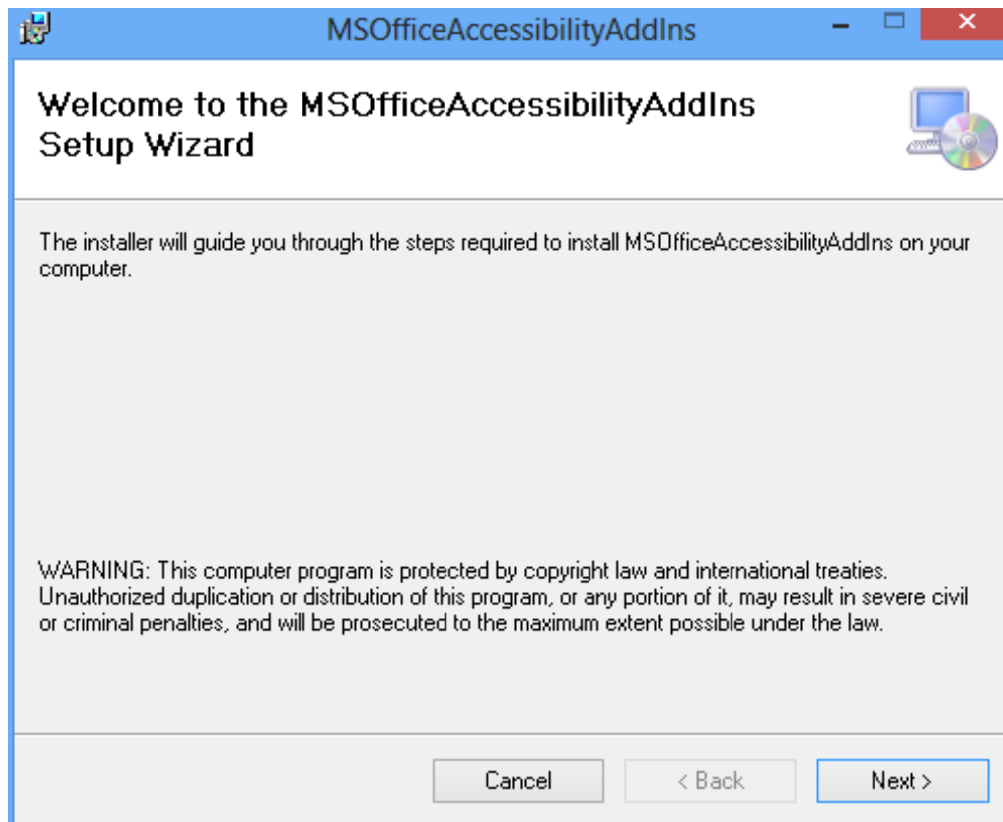 MSOfficeAccessibilityAddIns
Welcome to the MSOfficeAccessibilityAddIns
Setup Wizard
The installer will guide you through the steps required to install MSOfficeAccessibilityAddIns on your
computer.
WARNING: This computer program is protected by copyright law and international treaties.
Unauthorized duplication or distribution of this program, or any portion of it, may result in severe civil
or criminal penalties, and will be prosecuted to the maximum extent possible under the law.
Cancel < Back Next >